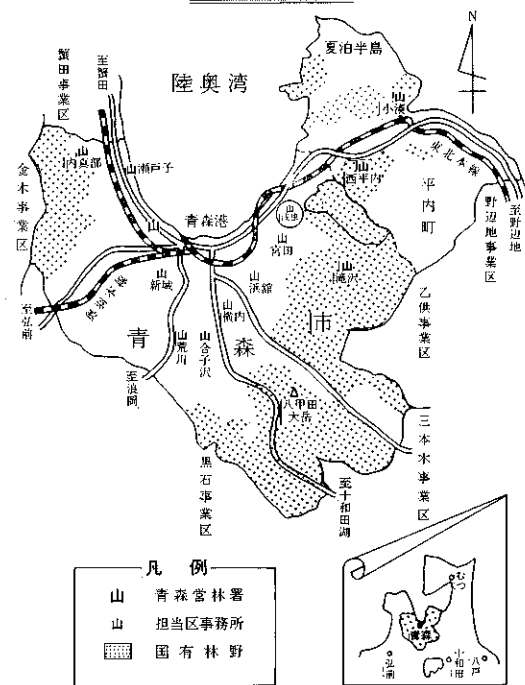 N
夏泊半島
陸奥湾
至蟹田
蟹田事業区
山
小湊
山
内真部
山瀬戸子
東北本線
金木事業区
山
西平内
平内町
至野辺地
野辺地事業区
山
青森港
山
宮田
山
新城
山
浜舘
山
滝沢
乙供事業区
奥羽本線
至弘前
山
横内
青森市
山
荒川
山
合子沢
至浪岡
八甲田
大岳
黒石事業区
三本木事業区
至十和田湖
凡例
山 青森営林署
山 担当区事務所
国有林野
むつ
青森
弘前
十和田
八戸